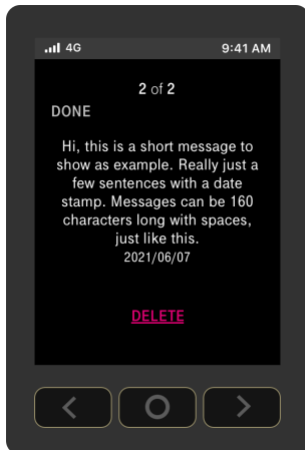 4G 9:41 AM
2 of 2
DONE
Hi, this is a short message to
show as example. Really just a
few sentences with a date
stamp. Messages can be 160
characters long with spaces,
just like this.
2021/06/07
DELETE